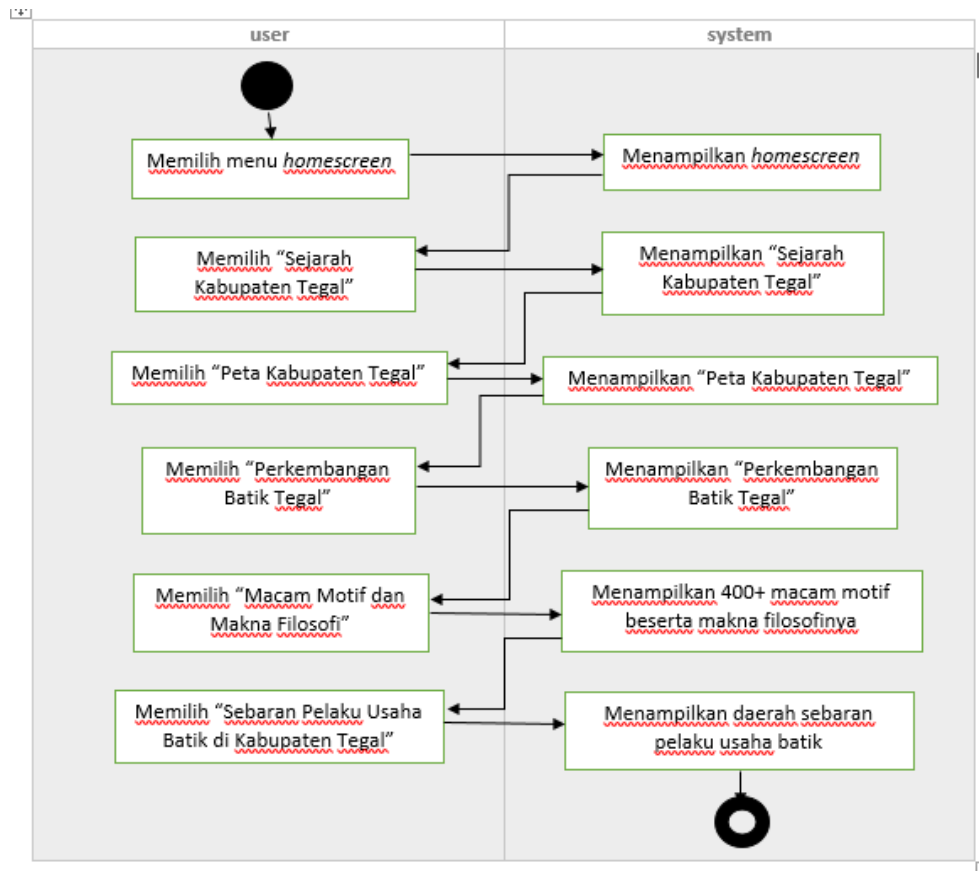 user
system
Memilih menu homescreen
Menampilkan homescreen
Memilih “Sejarah
Kabupaten Tegal”
Menampilkan “Sejarah
Kabupaten Tegal”
Memilih “Peta Kabupaten Tegal”
Menampilkan “Peta Kabupaten Tegal”
Memilih “Perkembangan
Batik Tegal”
Menampilkan “Perkembangan
Batik Tegal”
Memilih “Macam Motif dan
Makna Filosofi”
Menampilkan 400+ macam motif
beserta makna filosofinya
Memilih “Sebaran Pelaku Usaha
Batik di Kabupaten Tegal”
Menampilkan daerah sebaran
pelaku usaha batik